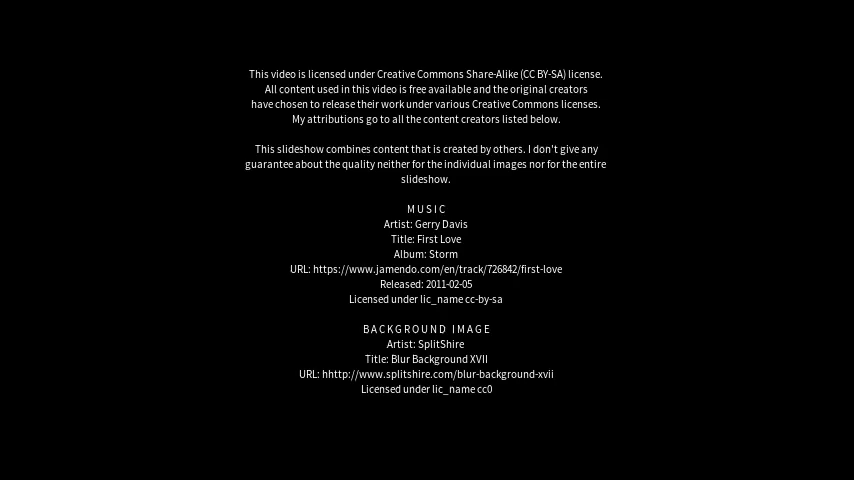 This video is licensed under Creative Commons Share-Alike (CC BY-SA) license.
All content used in this video is free available and the original creators
have chosen to release their work under various Creative Commons licenses.
My attributions go to all the content creators listed below.
This slideshow combines content that is created by others. I don't give any
guarantee about the quality neither for the individual images nor for the entire
slideshow.
MUSIC
Artist: Gerry Davis
Title: First Love
Album: Storm
URL: https://www.jamendo.com/en/track/726842/first-love
Released: 2011-02-05
Licensed under lic_name cc-by-sa
BACKGROUND IMAGE
Artist: SplitShire
Title: Blur Background XVII
URL: hhttp://www.splitshire.com/blur-background-xvii
Licensed under lic_name cc0